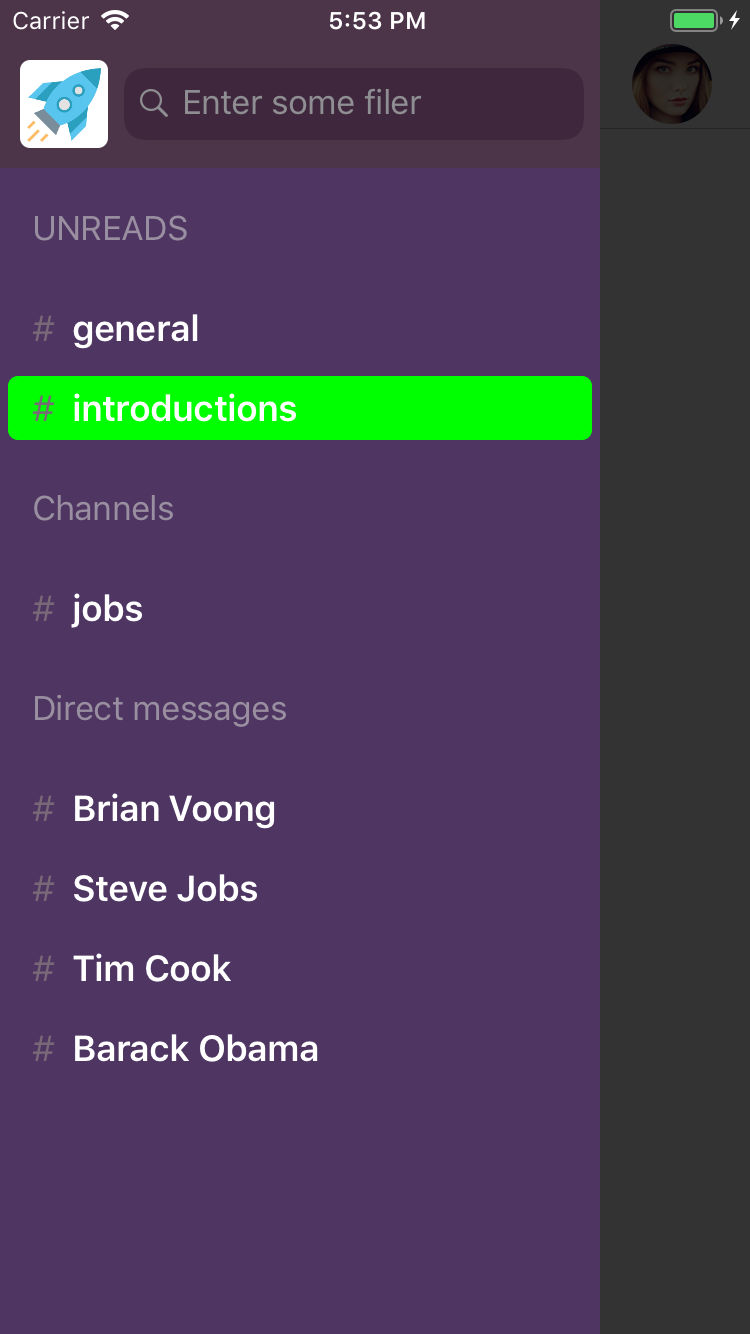 Carrier 5:53 PM
Enter some filer
UNREADS
# general
# introductions
Channels
# jobs
Direct messages
# Brian Voong
# Steve Jobs
# Tim Cook
# Barack Obama